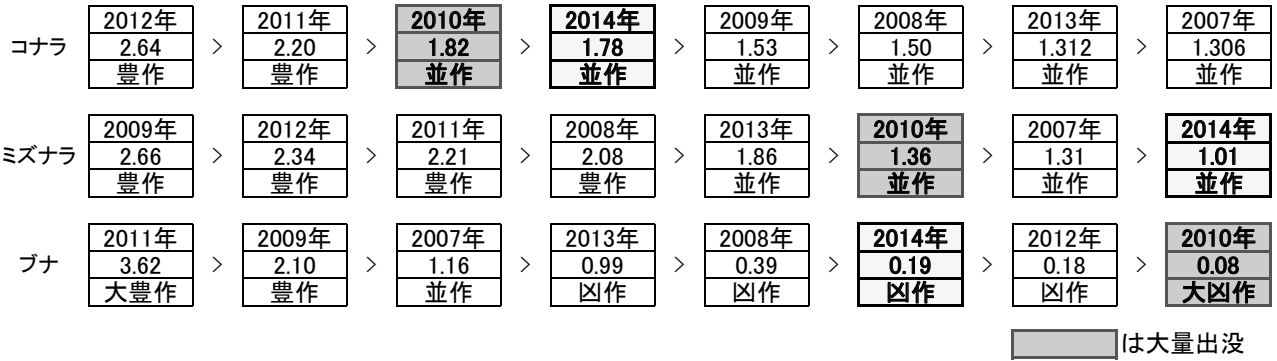 2012年 2011年 2010年 2014年 2009年 2008年 2013年 2007年
コナラ 2.64 > 2.20 > 1.82 > 1.78 > 1.53 > 1.50 > 1.312 > 1.306
豊作 豊作 並作 並作 並作 並作 並作 並作
2009年 2012年 2011年 2008年 2013年 2010年 2007年 2014年
ミズナラ 2.66 > 2.34 > 2.21 > 2.08 > 1.86 > 1.36 > 1.31 > 1.01
豊作 豊作 豊作 豊作 並作 並作 並作 並作
2011年 2009年 2007年 2013年 2008年 2014年 2012年 2010年
ブナ 3.62 > 2.10 > 1.16 > 0.99 > 0.39 > 0.19 > 0.18 > 0.08
大豊作 豊作 並作 凶作 凶作 凶作 凶作 大凶作
は大量出没